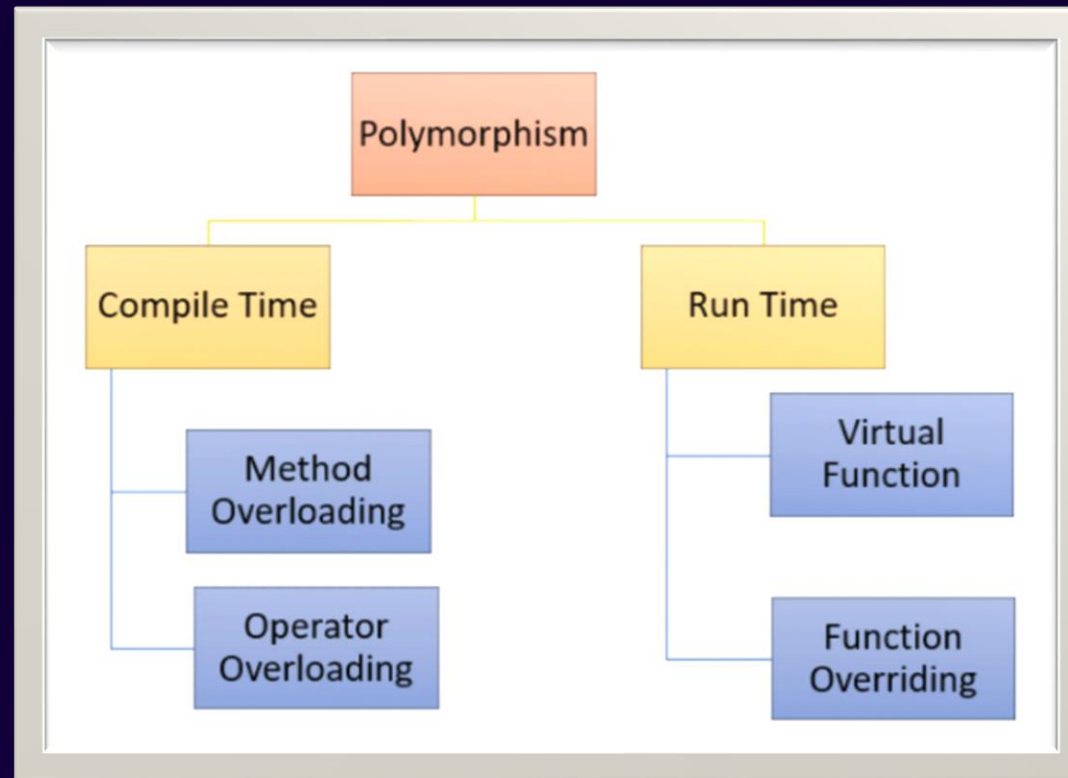 Polymorphism
Compile Time
Run Time
Method
Overloading
Operator
Overloading
Virtual
Function
Function
Overriding